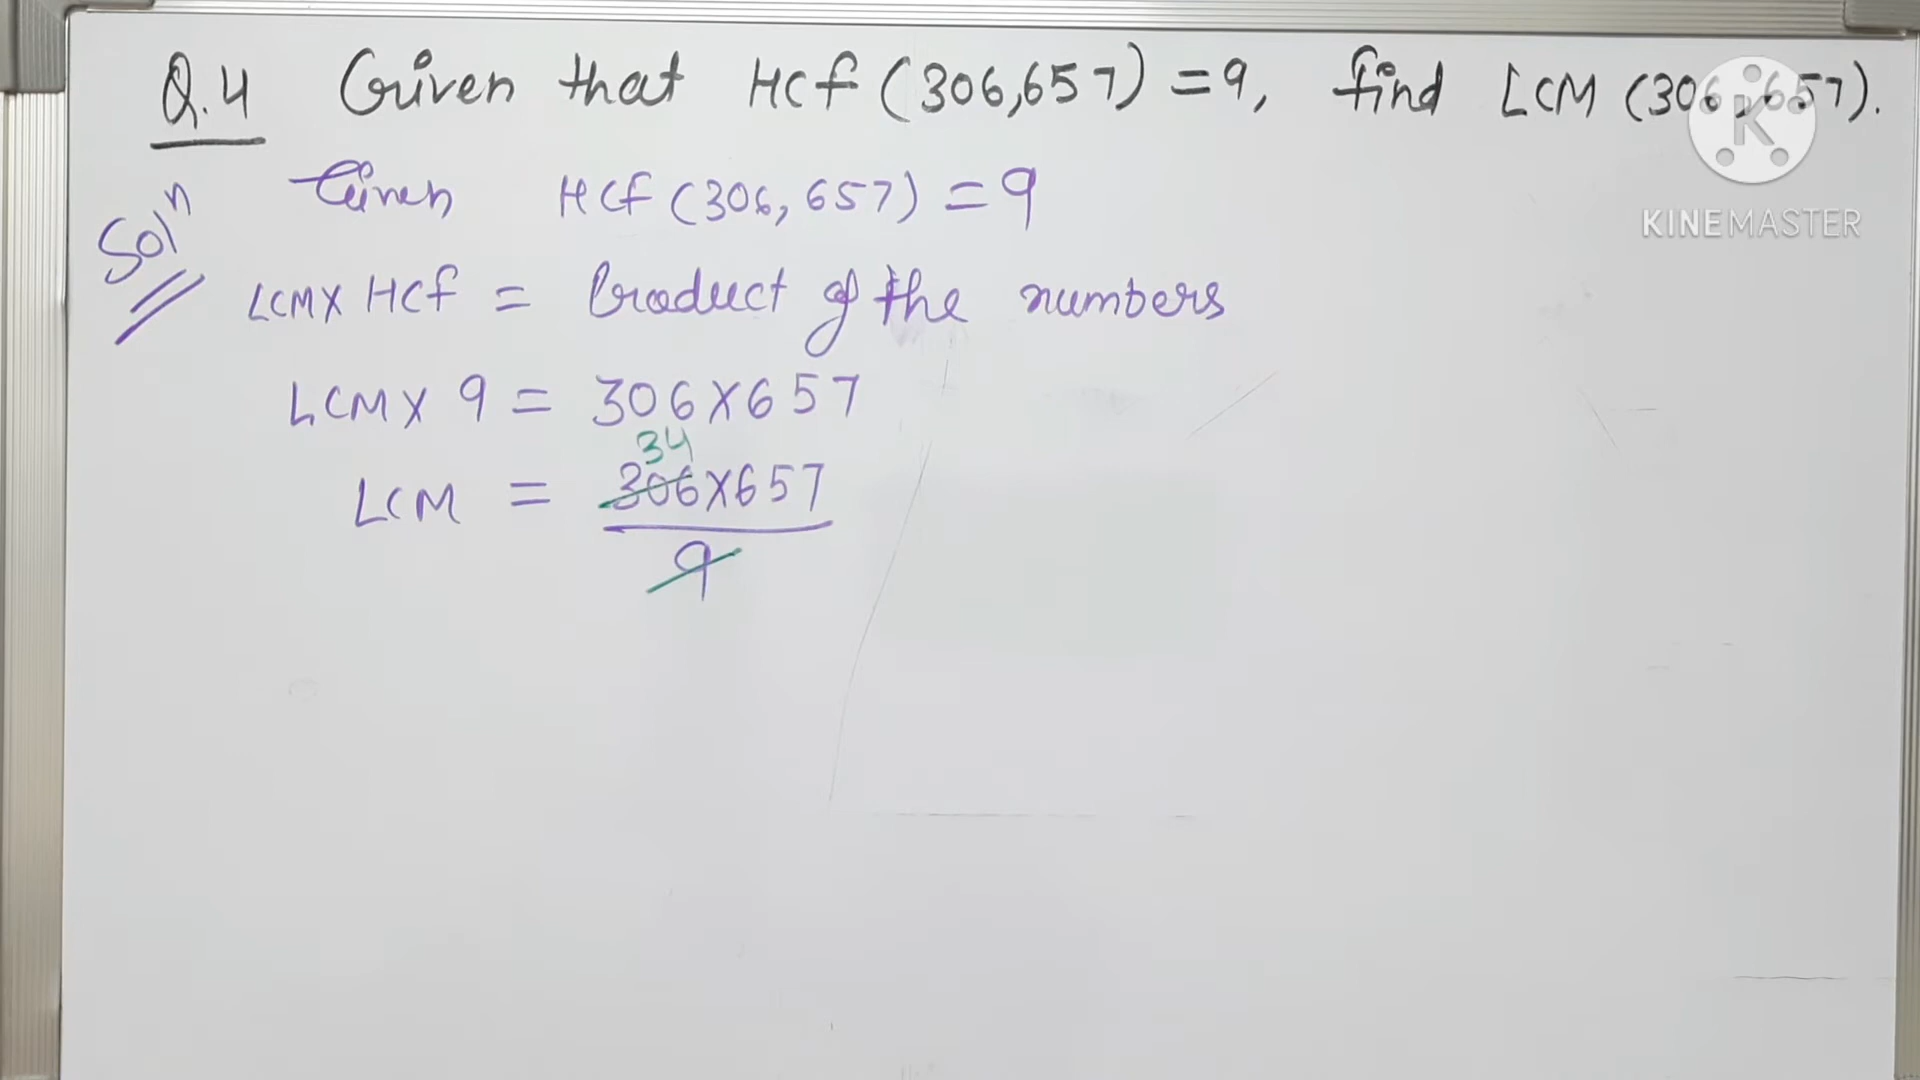 Q.4 Given that HCF (306,657) = 9, find LCM (306, 657).
KINEMASTER
Solⁿ Given HCF (306, 657) = 9
LCM X HCF = Product of the numbers
LCM X 9 = 306 X 657
34
LCM = 306 X 657
9